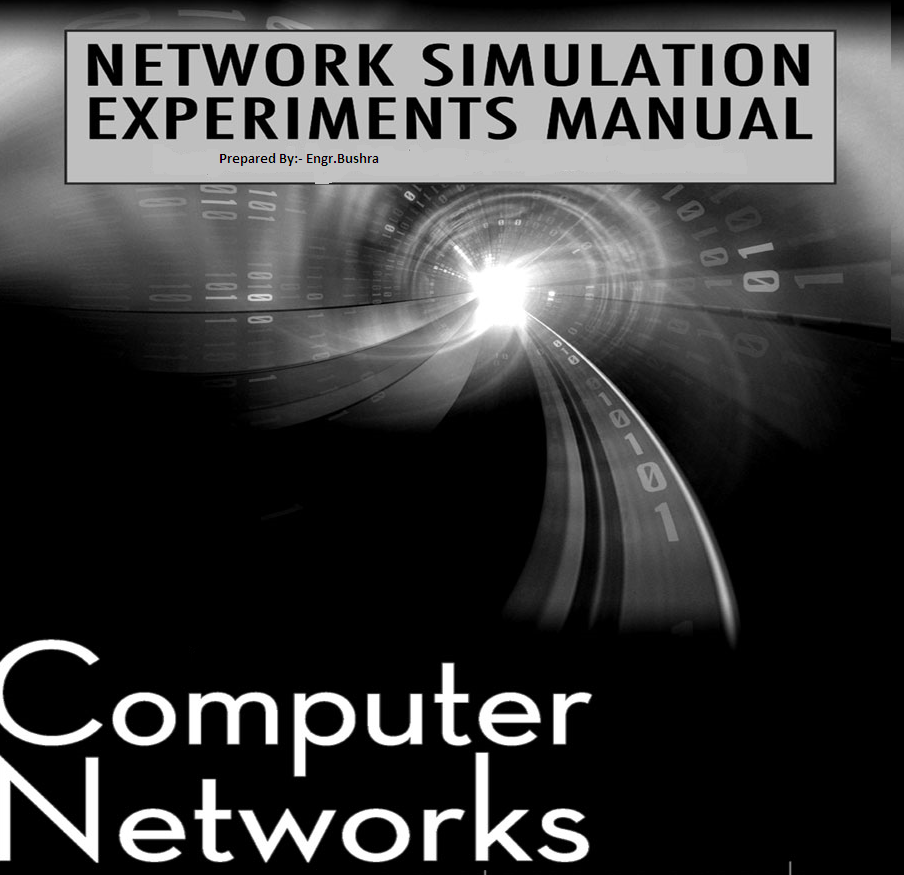 NETWORK SIMULATION
EXPERIMENTS MANUAL
Prepared By:- Engr.Bushra
Computer
Networks